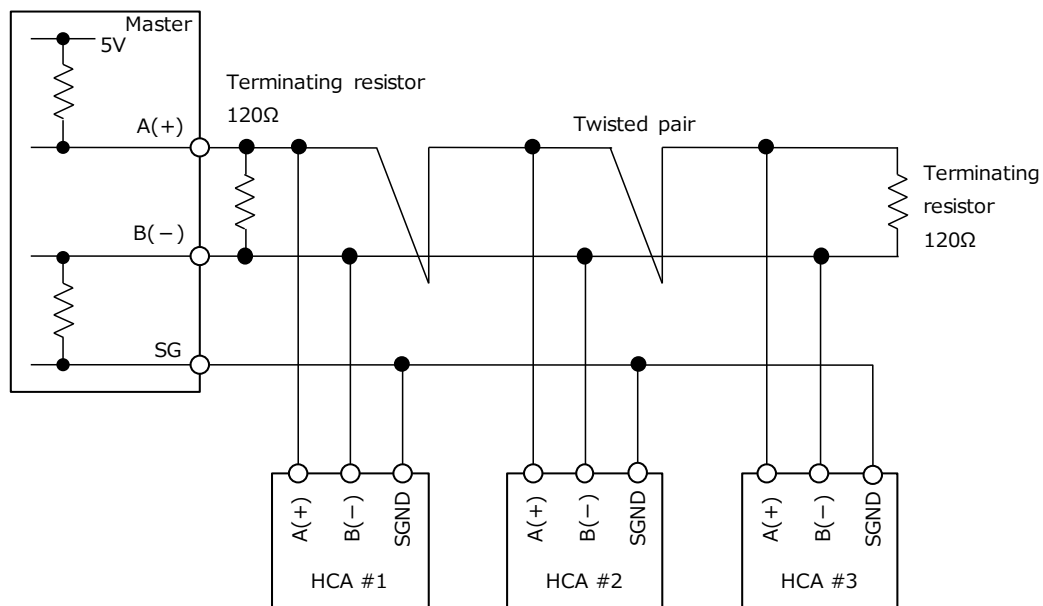 Master
5V
Terminating resistor
120Ω
A(+)
Twisted pair
Terminating
resistor
120Ω
B(−)
SG
A(+)
B(−)
SGND
HCA #1
A(+)
B(−)
SGND
HCA #2
A(+)
B(−)
SGND
HCA #3